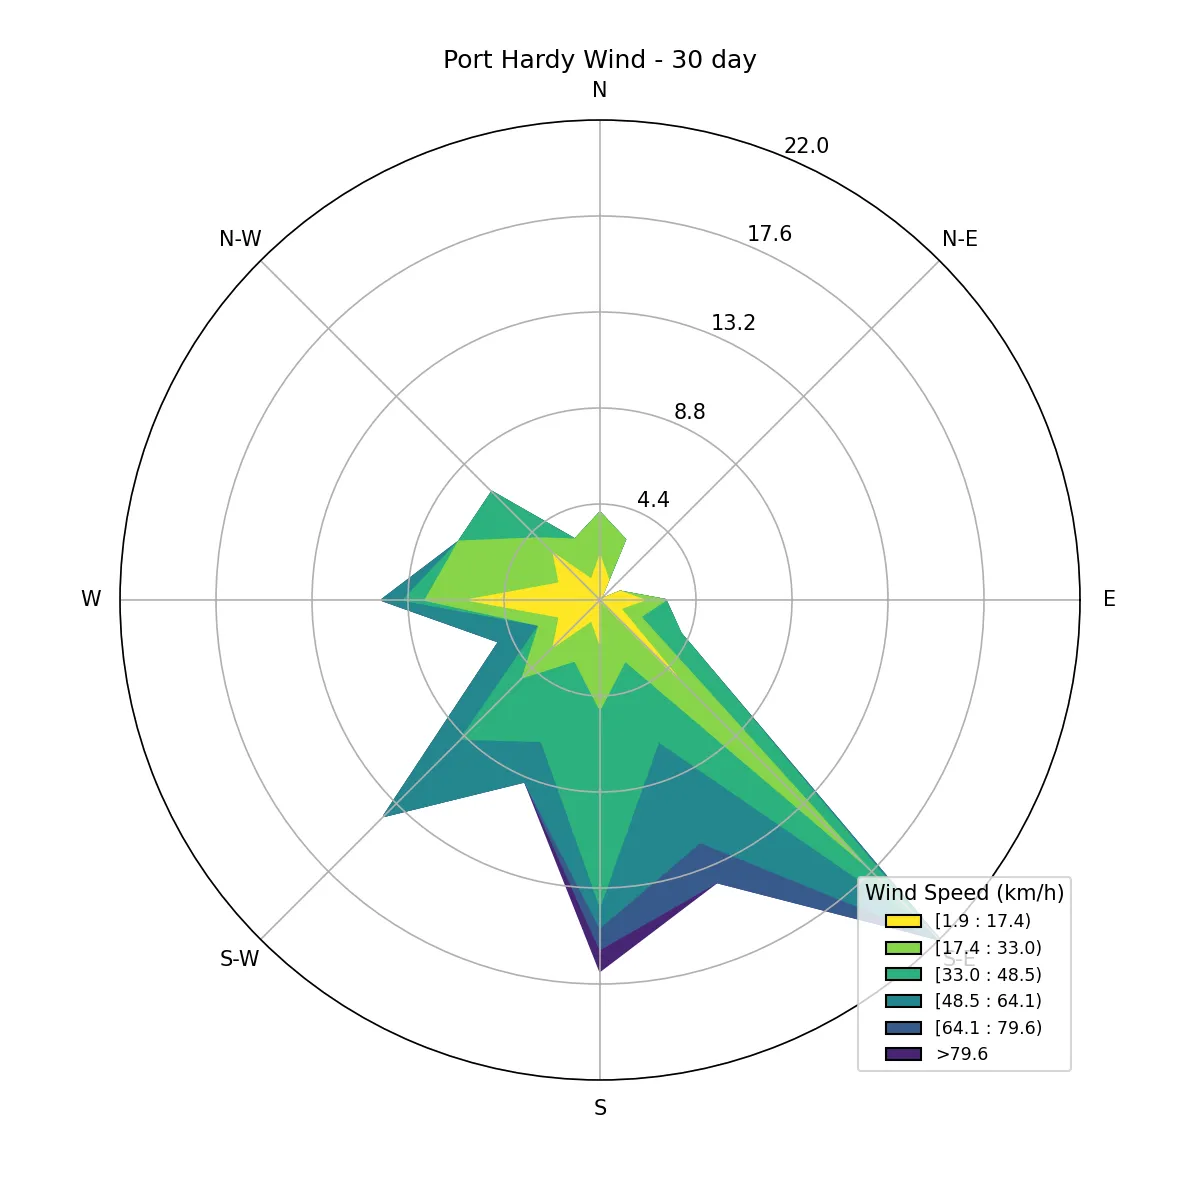 Port Hardy Wind - 30 day
N
22.0
17.6
N-W
N-E
13.2
8.8
4.4
W
E
Wind Speed (km/h)
[1.9 : 17.4)
[17.4 : 33.0)
S-W
S-E
[33.0 : 48.5)
[48.5 : 64.1)
[64.1 : 79.6)
>79.6
S